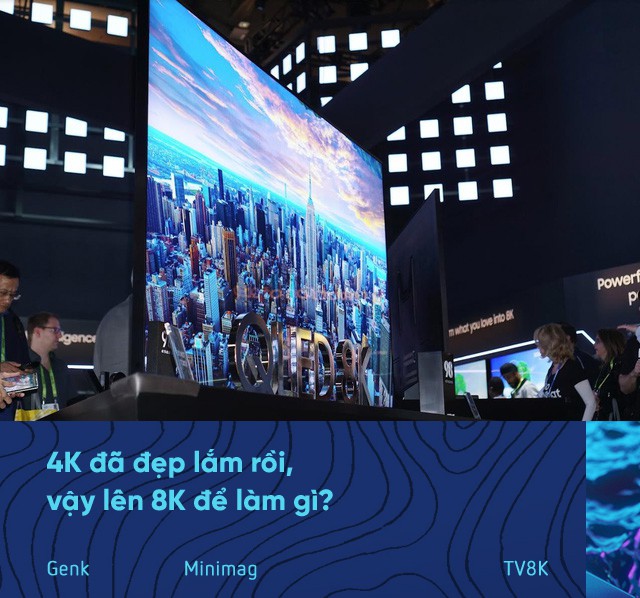 Powerf
m what you love into 8K
igence
QLED 8K
98
4K đã đẹp lắm rồi,
vậy lên 8K để làm gì?
Genk
Minimag
TV8K